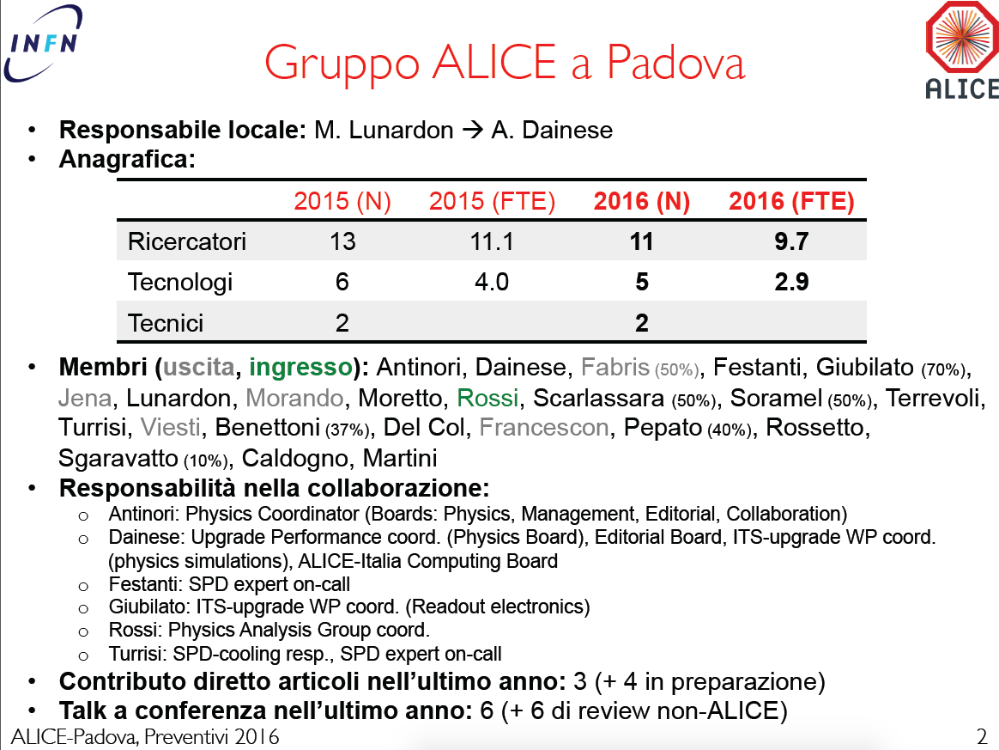 INFN
ALICE
Gruppo ALICE a Padova
• Responsabile locale: M. Lunardon → A. Dainese
• Anagrafica:
2015 (N) 2015 (FTE) 2016 (N) 2016 (FTE)
Ricercatori 13 11.1 11 9.7
Tecnologi 6 4.0 5 2.9
Tecnici 2 2
• Membri (uscita, ingresso): Antinori, Dainese, Fabris (50%), Festanti, Giubilato (70%),
Jena, Lunardon, Morando, Moretto, Rossi, Scarlassara (50%), Soramel (50%), Terrevoli,
Turrisi, Viesti, Benettoni (37%), Del Col, Francescon, Pepato (40%), Rossetto,
Sgaravatto (10%), Caldogno, Martini
• Responsabilità nella collaborazione:
o Antinori: Physics Coordinator (Boards: Physics, Management, Editorial, Collaboration)
o Dainese: Upgrade Performance coord. (Physics Board), Editorial Board, ITS-upgrade WP coord.
(physics simulations), ALICE-Italia Computing Board
o Festanti: SPD expert on-call
o Giubilato: ITS-upgrade WP coord. (Readout electronics)
o Rossi: Physics Analysis Group coord.
o Turrisi: SPD-cooling resp., SPD expert on-call
• Contributo diretto articoli nell’ultimo anno: 3 (+ 4 in preparazione)
• Talk a conferenza nell’ultimo anno: 6 (+ 6 di review non-ALICE)
ALICE-Padova, Preventivi 2016 2